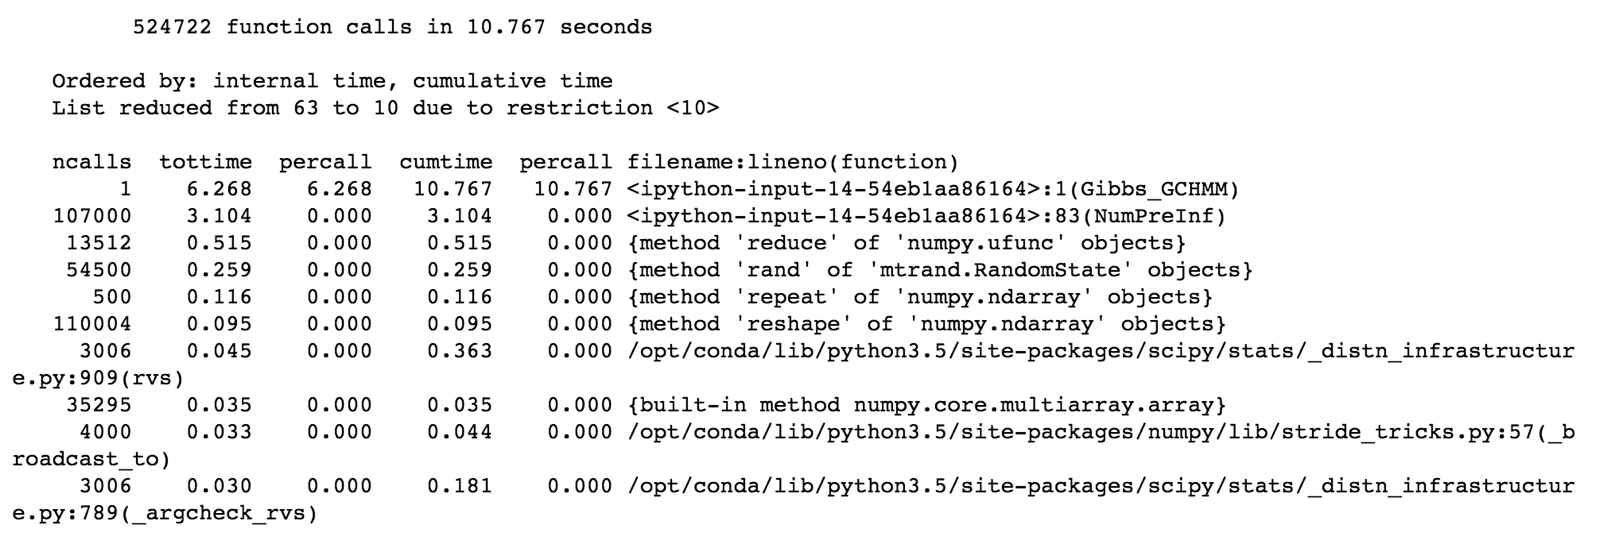 524722 function calls in 10.767 seconds
Ordered by: internal time, cumulative time
List reduced from 63 to 10 due to restriction <10>
ncalls tottime percall cumtime percall filename:lineno(function)
1 6.268 6.268 10.767 10.767 <ipython-input-14-54eb1aa86164>:1(Gibbs_GCHMM)
107000 3.104 0.000 3.104 0.000 <ipython-input-14-54eb1aa86164>:83(NumPreInf)
13512 0.515 0.000 0.515 0.000 {method 'reduce' of 'numpy.ufunc' objects}
54500 0.259 0.000 0.259 0.000 {method 'rand' of 'mtrand.RandomState' objects}
500 0.116 0.000 0.116 0.000 {method 'repeat' of 'numpy.ndarray' objects}
110004 0.095 0.000 0.095 0.000 {method 'reshape' of 'numpy.ndarray' objects}
3006 0.045 0.000 0.363 0.000 /opt/conda/lib/python3.5/site-packages/scipy/stats/_distn_infrastructur
e.py:909(rvs)
35295 0.035 0.000 0.035 0.000 {built-in method numpy.core.multiarray.array}
4000 0.033 0.000 0.044 0.000 /opt/conda/lib/python3.5/site-packages/numpy/lib/stride_tricks.py:57(_b
roadcast_to)
3006 0.030 0.000 0.181 0.000 /opt/conda/lib/python3.5/site-packages/scipy/stats/_distn_infrastructur
e.py:789(_argcheck_rvs)